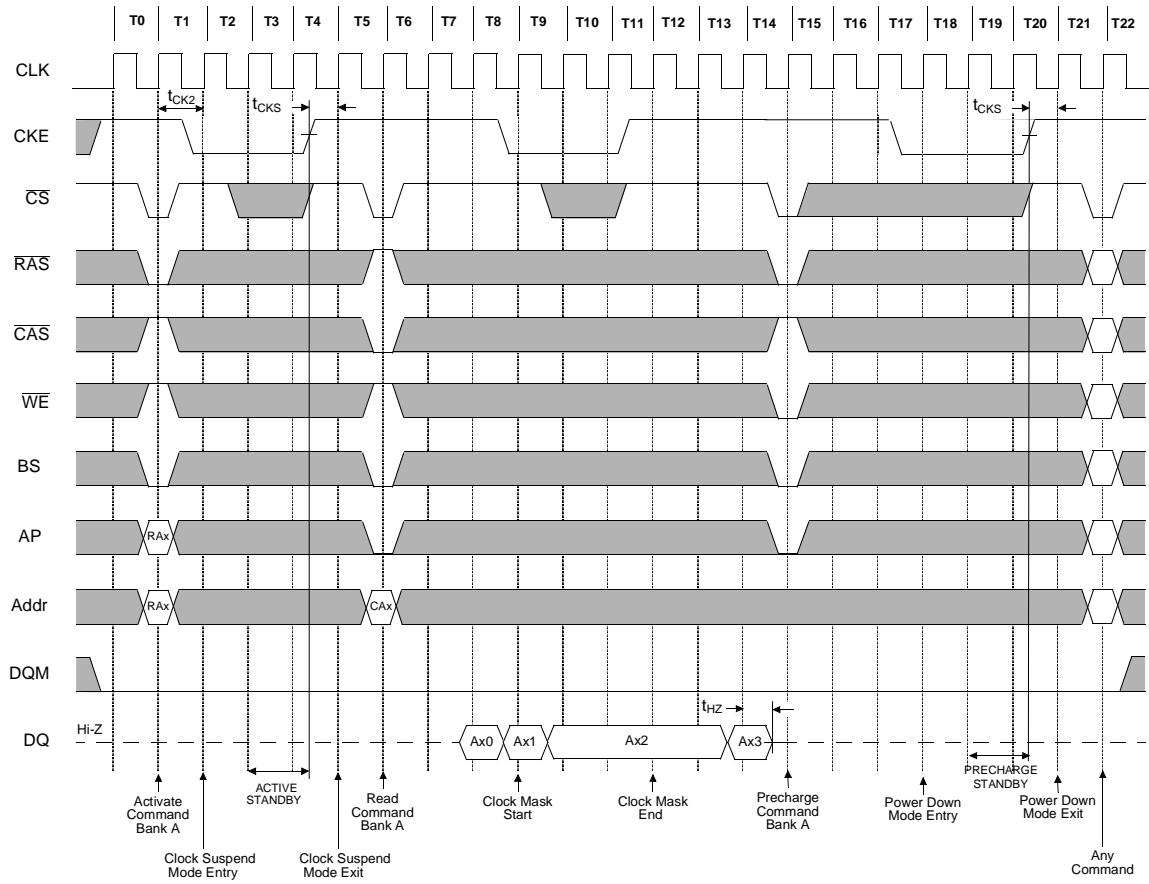 T0 T1 T2 T3 T4 T5 T6 T7 T8 T9 T10 T11 T12 T13 T14 T15 T16 T17 T18 T19 T20 T21 T22
CLK
tCK2
tCKS
tCKS
CKE
CS
RAS
CAS
WE
BS
AP
RAx
Addr
RAx
CAx
DQM
tHZ
Hi-Z
DQ
Ax0
Ax1
Ax2
Ax3
ACTIVE
STANDBY
PRECHARGE
STANDBY
Activate
Command
Bank A
Read
Command
Bank A
Clock Mask
Start
Clock Mask
End
Precharge
Command
Bank A
Power Down
Mode Entry
Power Down
Mode Exit
Clock Suspend
Mode Entry
Clock Suspend
Mode Exit
Any
Command